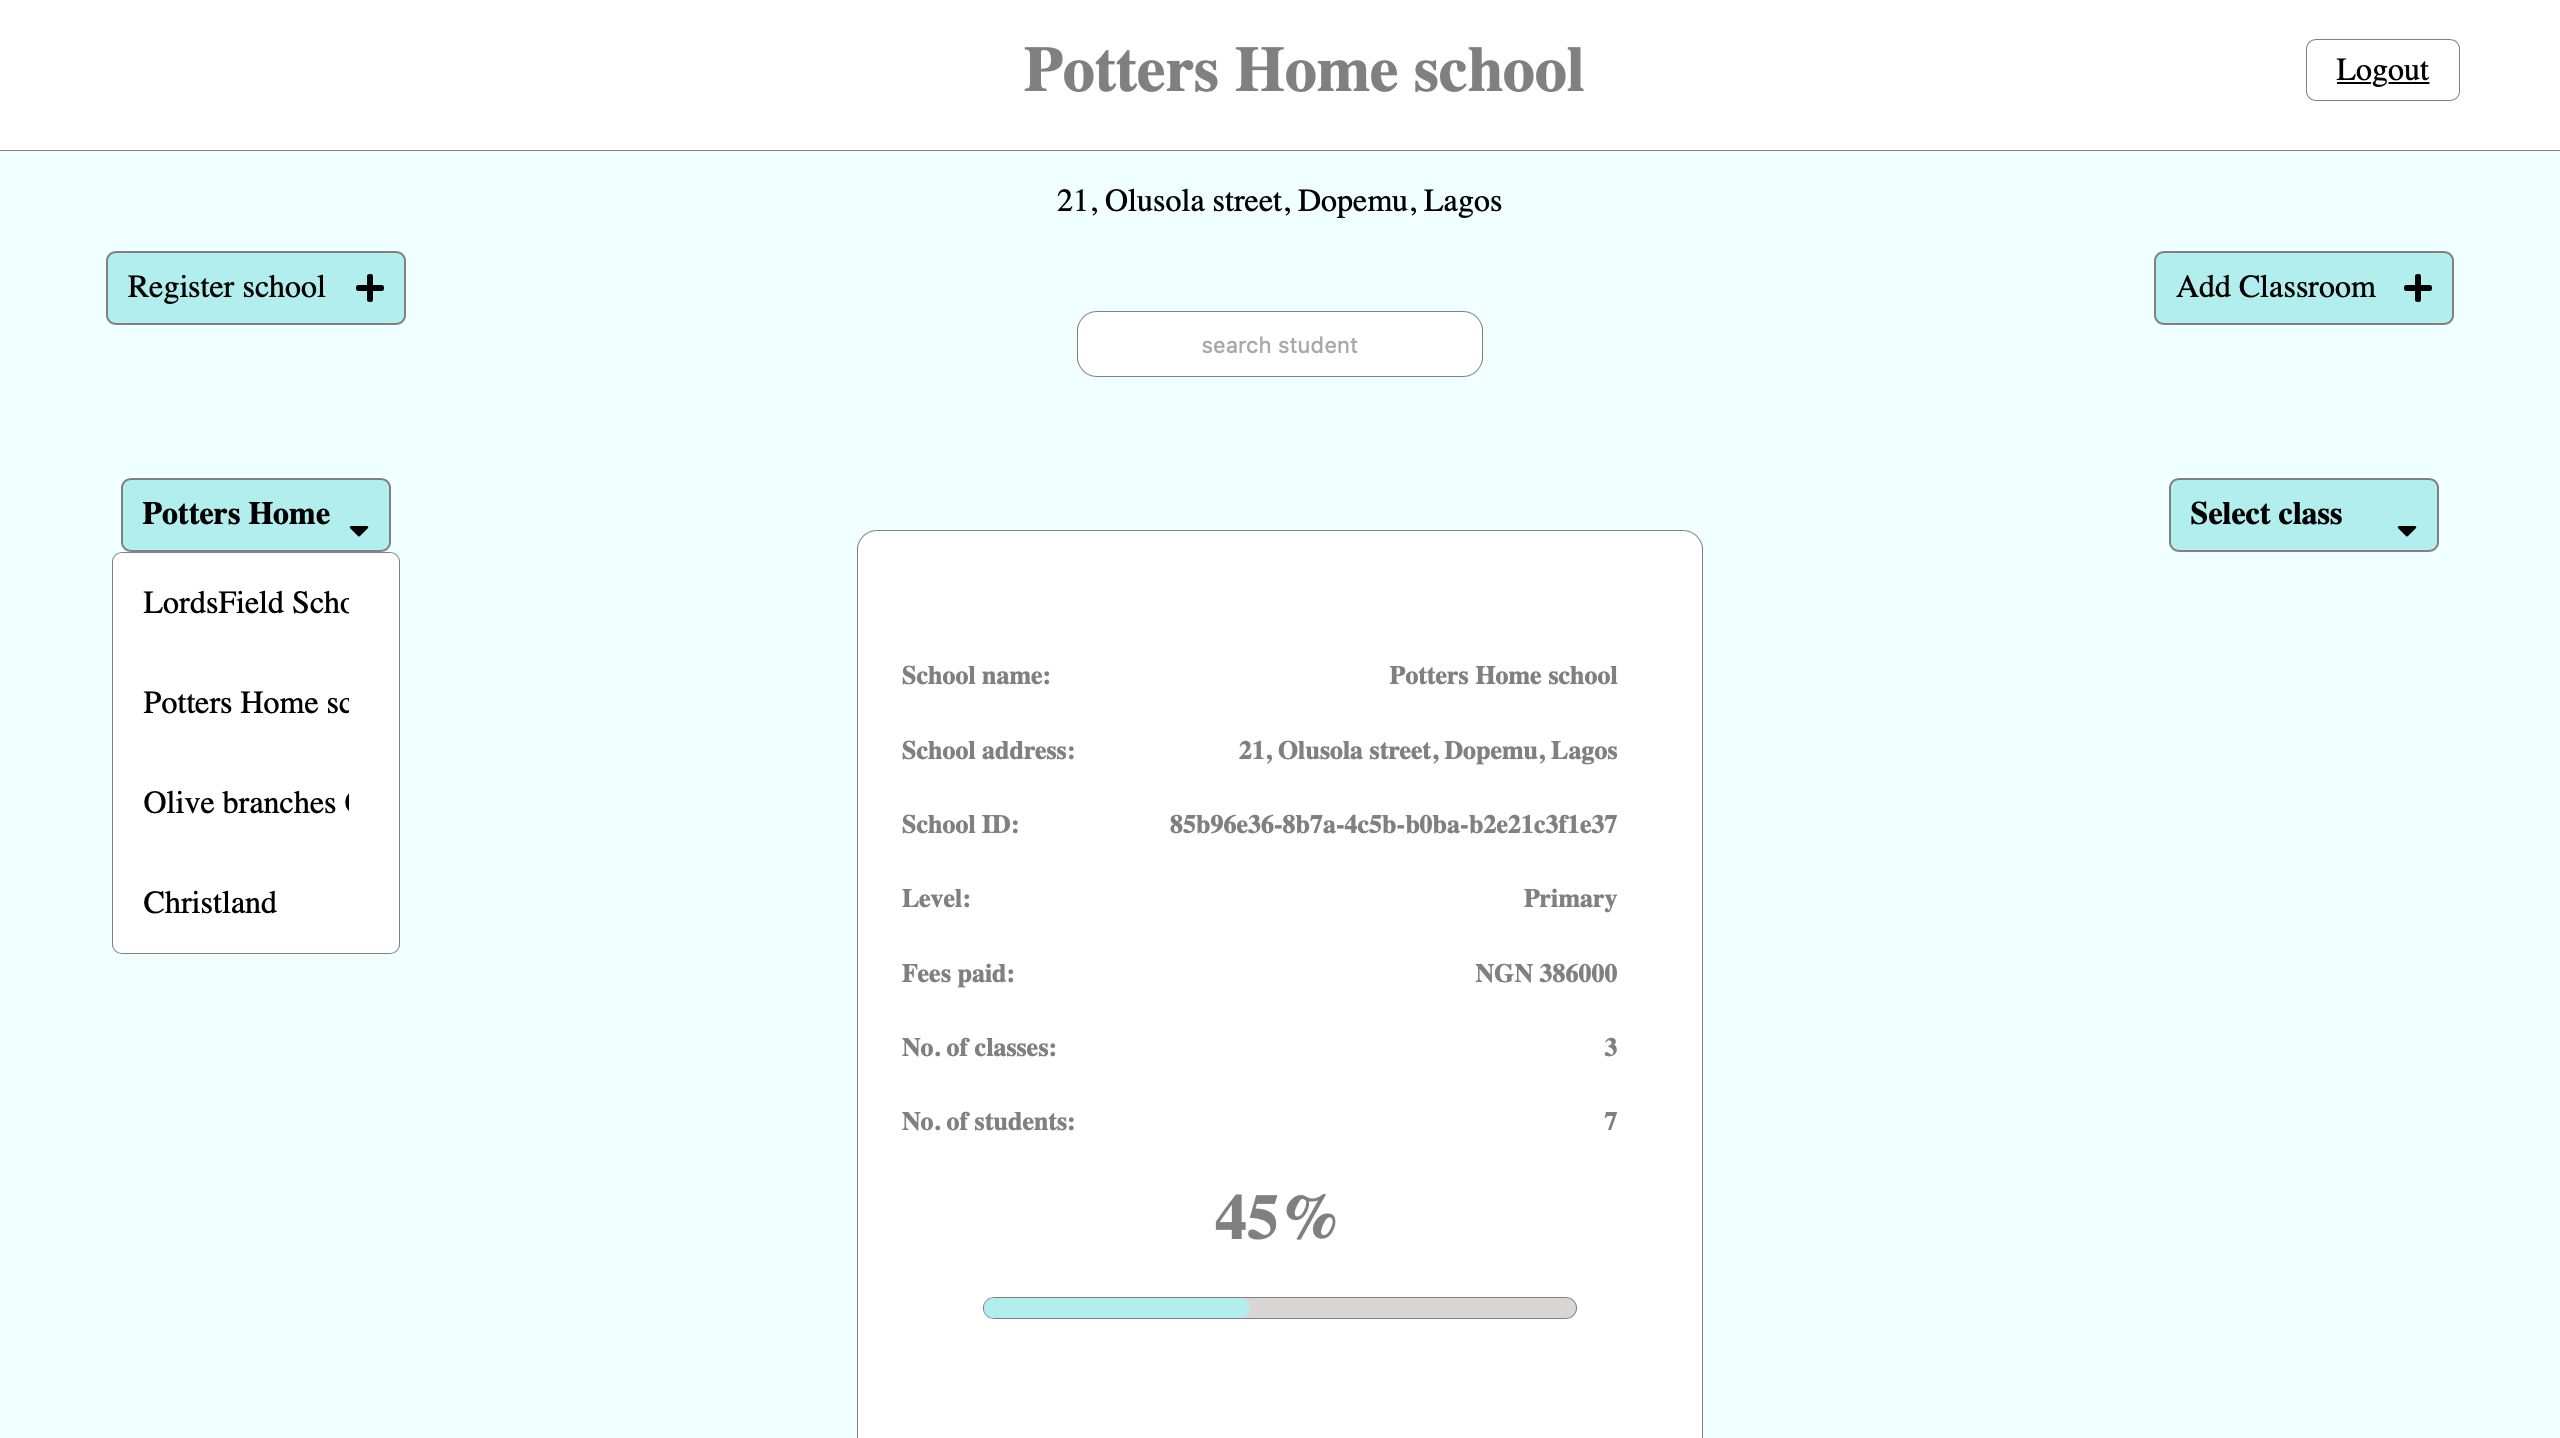 Potters Home school
Logout
21, Olusola street, Dopemu, Lagos
Register school
Add Classroom
search student
Potters Home
Select class
LordsField
Potters Home
Olive branches
Christland
School name: Potters Home school
School address: 21, Olusola street, Dopemu, Lagos
School ID: 85b96e36-8b7a-4c5b-b0ba-b2e21c3f1e37
Level: Primary
Fees paid: NGN 386000
No. of classes: 3
No. of students: 7
45%